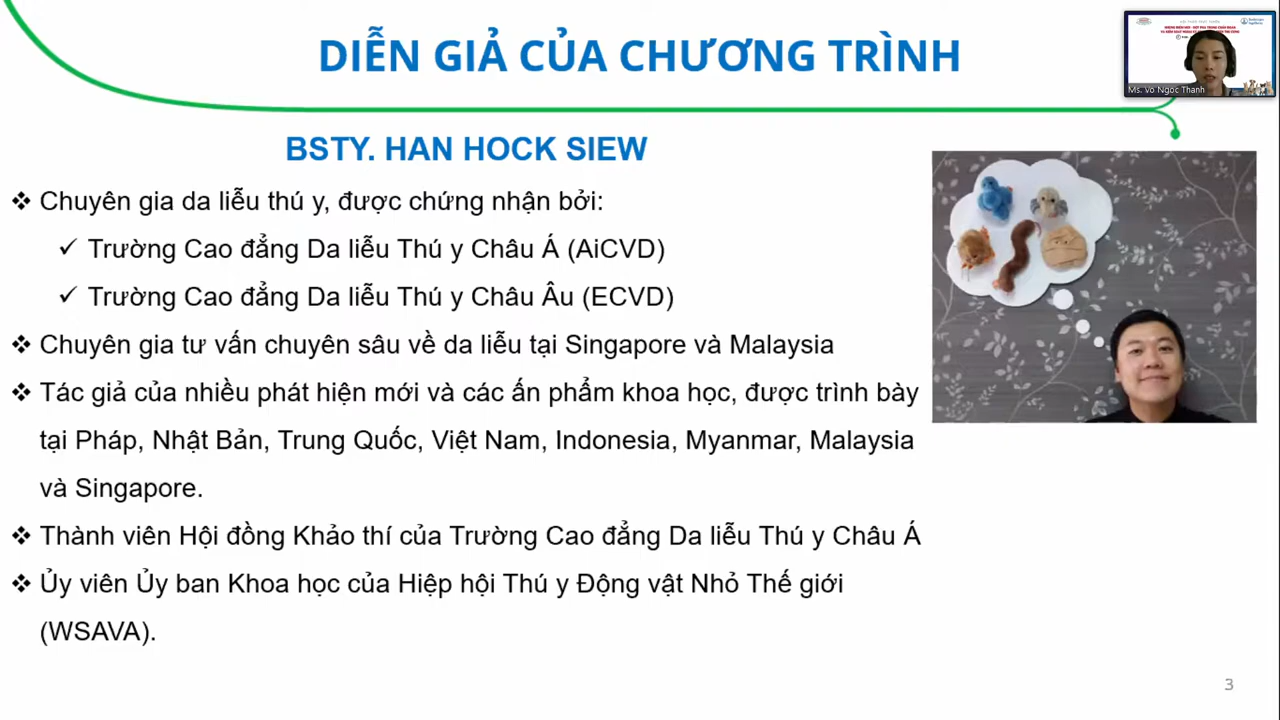 DIỄN GIẢ CỦA CHƯƠNG TRÌNH
Ms. Vo Ngoc Thanh
BSTY. HAN HOCK SIEW
❖ Chuyên gia da liễu thú y, được chứng nhận bởi:
✓ Trường Cao đẳng Da liễu Thú y Châu Á (AiCVD)
✓ Trường Cao đẳng Da liễu Thú y Châu Âu (ECVD)
❖ Chuyên gia tư vấn chuyên sâu về da liễu tại Singapore và Malaysia
❖ Tác giả của nhiều phát hiện mới và các ấn phẩm khoa học, được trình bày
tại Pháp, Nhật Bản, Trung Quốc, Việt Nam, Indonesia, Myanmar, Malaysia
và Singapore.
❖ Thành viên Hội đồng Khảo thí của Trường Cao đẳng Da liễu Thú y Châu Á
❖ Ủy viên Ủy ban Khoa học của Hiệp hội Thú y Động vật Nhỏ Thế giới
(WSAVA).
3